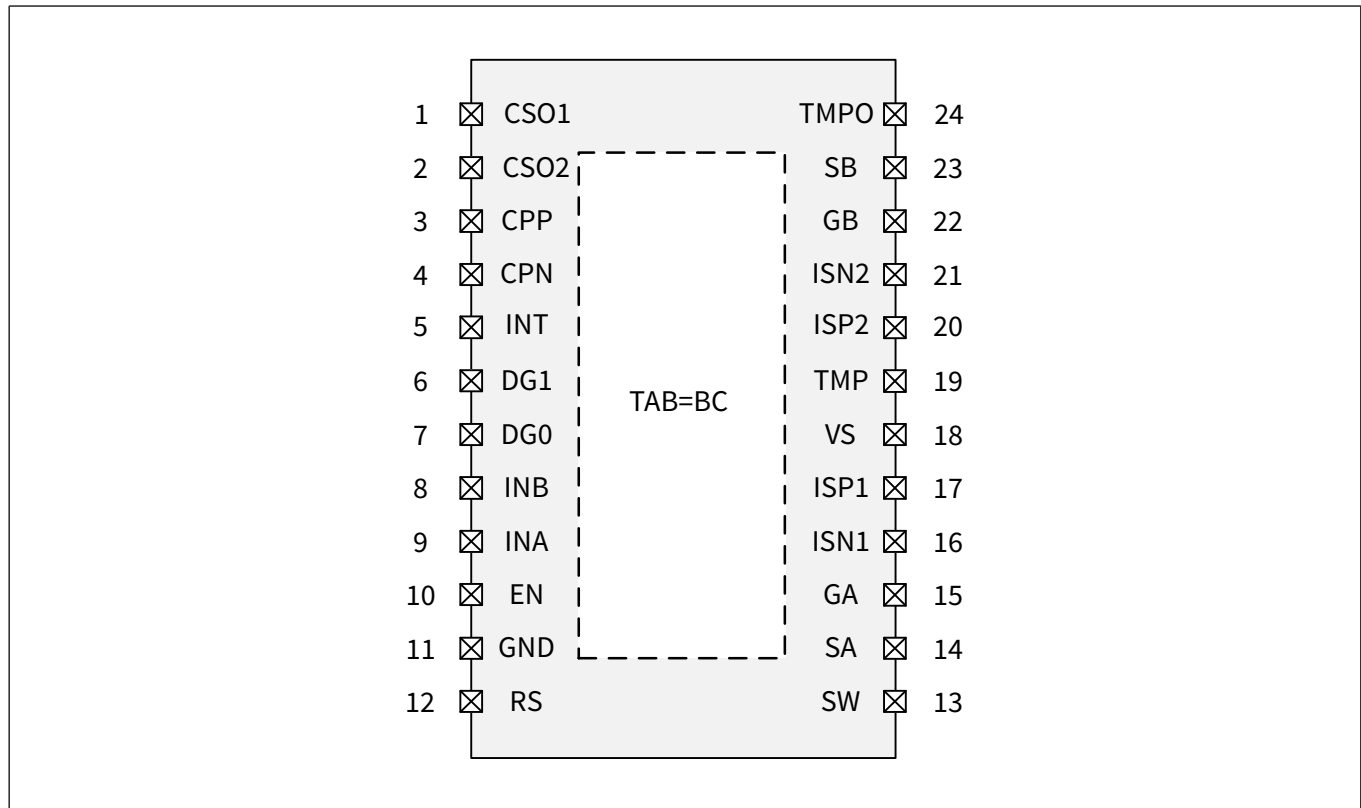 1 CSO1 TMPO 24
2 CSO2 SB 23
3 CPP GB 22
4 CPN ISN2 21
5 INT ISP2 20
6 DG1 TMP 19
TAB=BC
7 DG0 VS 18
8 INB ISP1 17
9 INA ISN1 16
10 EN GA 15
11 GND SA 14
12 RS SW 13